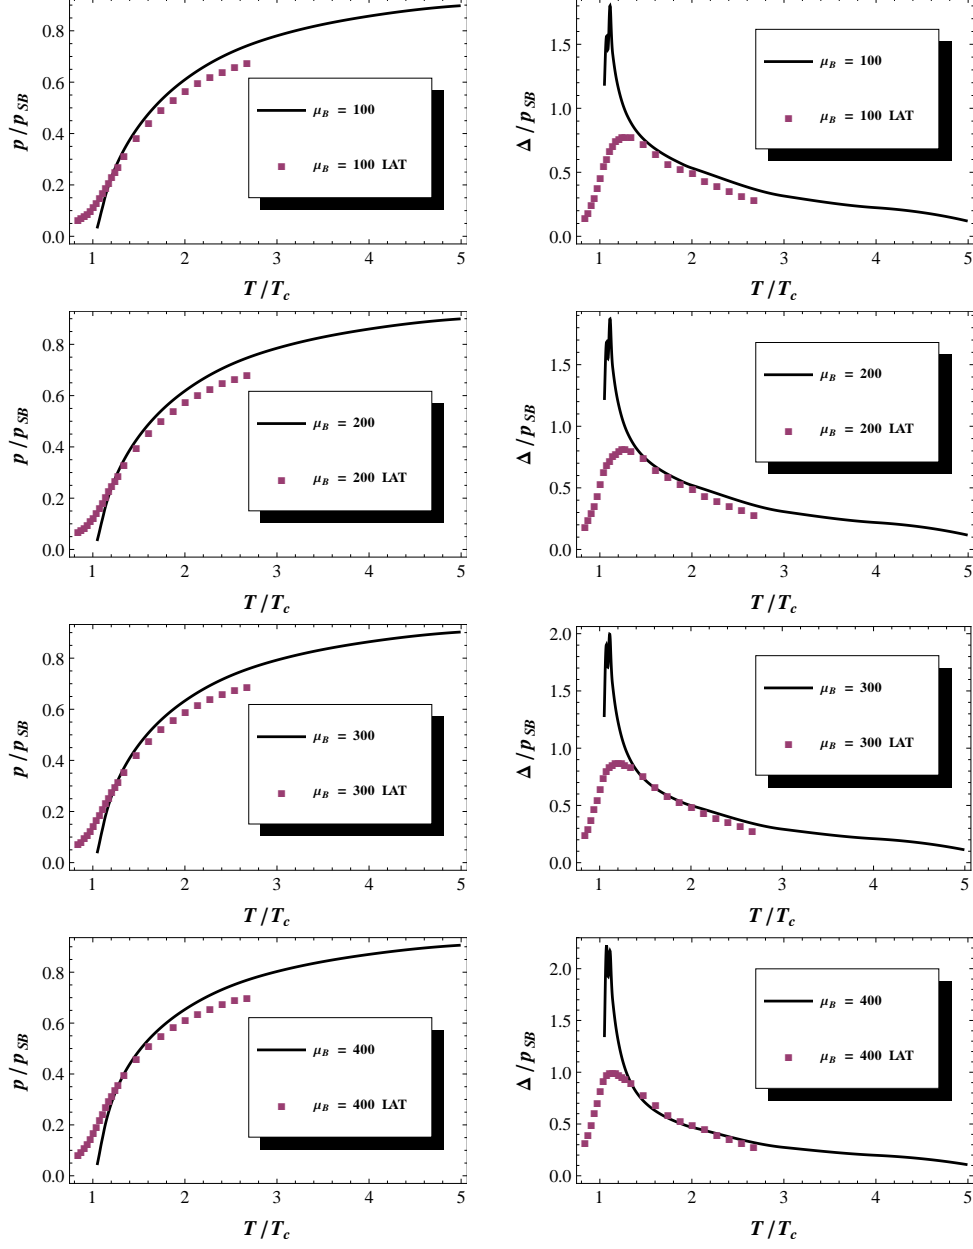 p/p_SB
0.8
0.6
0.4
0.2
0.0
μ_B = 100
μ_B = 100 LAT
1 2 3 4 5
T/T_c
Δ/p_SB
1.5
1.0
0.5
0.0
μ_B = 100
μ_B = 100 LAT
1 2 3 4 5
T/T_c
p/p_SB
0.8
0.6
0.4
0.2
0.0
μ_B = 200
μ_B = 200 LAT
1 2 3 4 5
T/T_c
Δ/p_SB
1.5
1.0
0.5
0.0
μ_B = 200
μ_B = 200 LAT
1 2 3 4 5
T/T_c
p/p_SB
0.8
0.6
0.4
0.2
0.0
μ_B = 300
μ_B = 300 LAT
1 2 3 4 5
T/T_c
Δ/p_SB
2.0
1.5
1.0
0.5
0.0
μ_B = 300
μ_B = 300 LAT
1 2 3 4 5
T/T_c
p/p_SB
0.8
0.6
0.4
0.2
0.0
μ_B = 400
μ_B = 400 LAT
1 2 3 4 5
T/T_c
Δ/p_SB
2.0
1.5
1.0
0.5
0.0
μ_B = 400
μ_B = 400 LAT
1 2 3 4 5
T/T_c